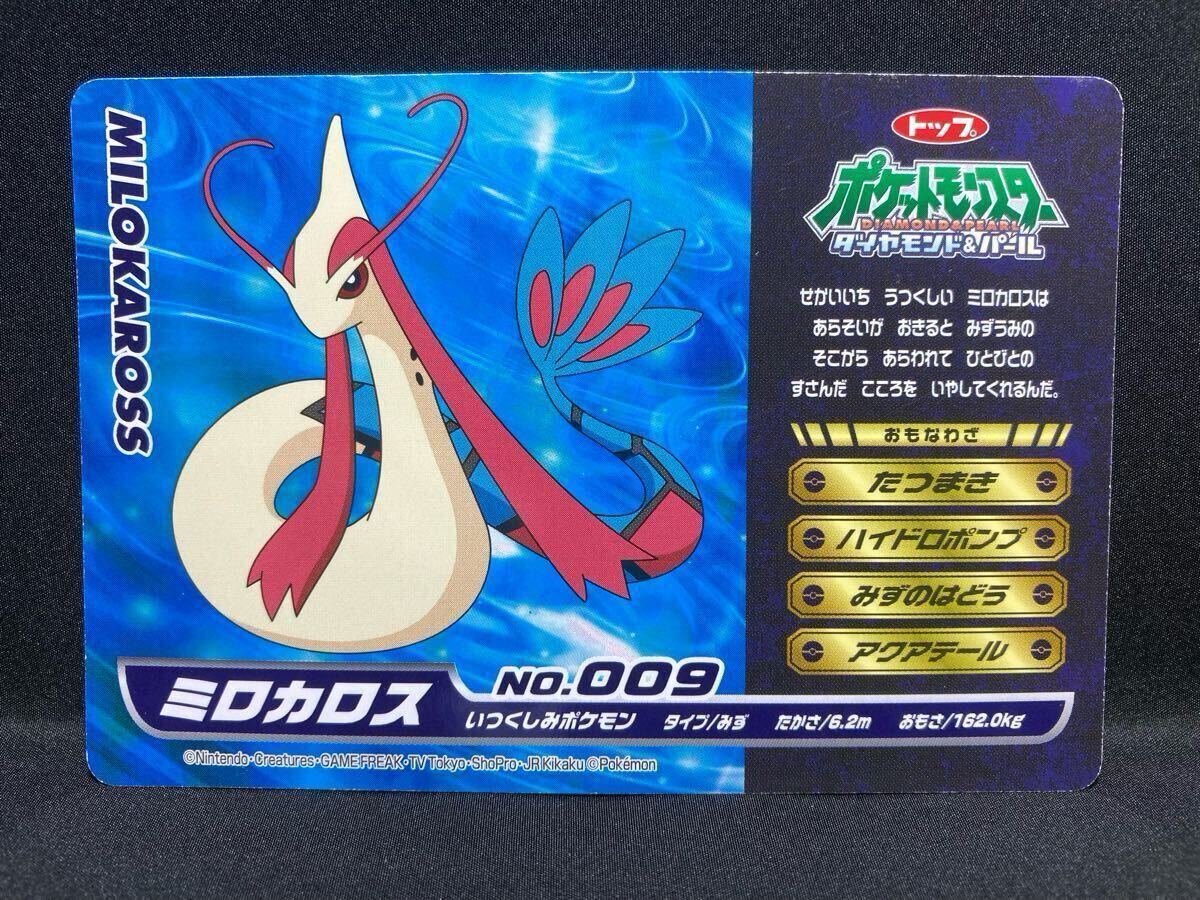 MILOKAROSS
トップ
ポケットモンスター
DIAMOND&PEARL
ダイヤモンド&パール
せかいいち うつくしい ミロカロスは
あらそいが おきると みずうみの
そこから あらわれて ひとびとの
すさんだ こころを いやしてくれるんだ。
おもなわざ
たつまき
ハイドロポンプ
みずのはどう
アクアテール
ミロカロス
NO.009
いつくしみポケモン タイプ/みず たかさ/6.2m おもさ/162.0kg
©Nintendo・Creatures・GAME FREAK・TV Tokyo・ShoPro・JR Kikaku ©Pokémon